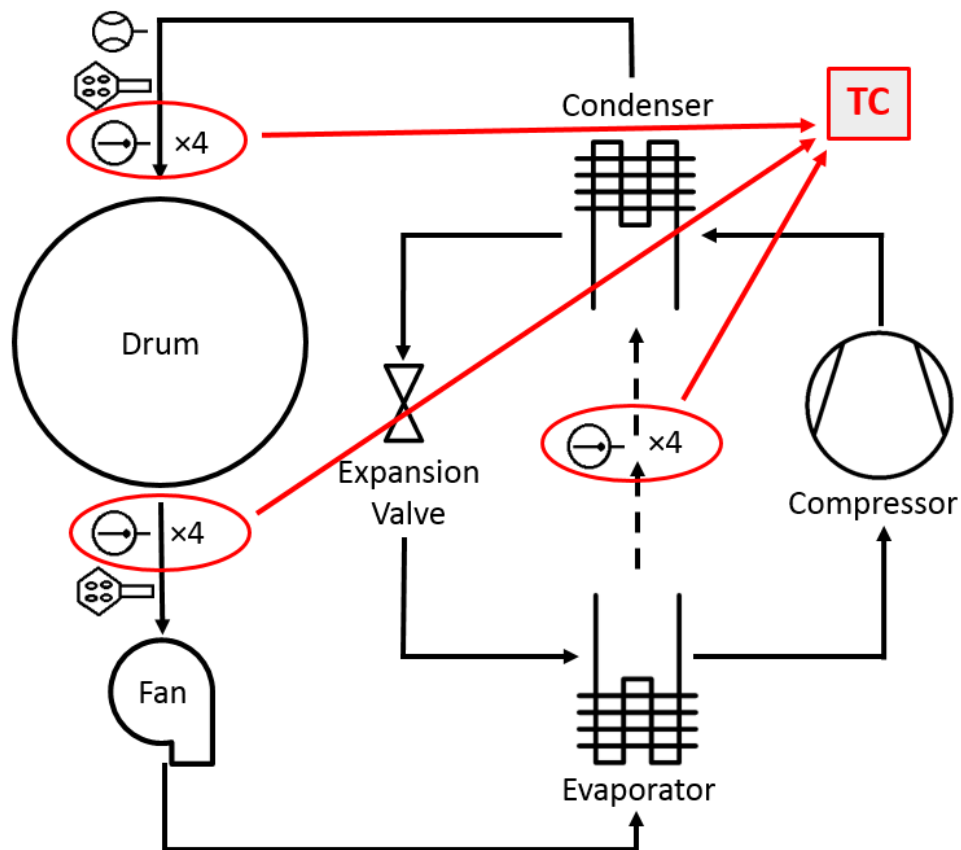 Condenser
TC
×4
Drum
×4
Expansion
Valve
Compressor
×4
Fan
Evaporator